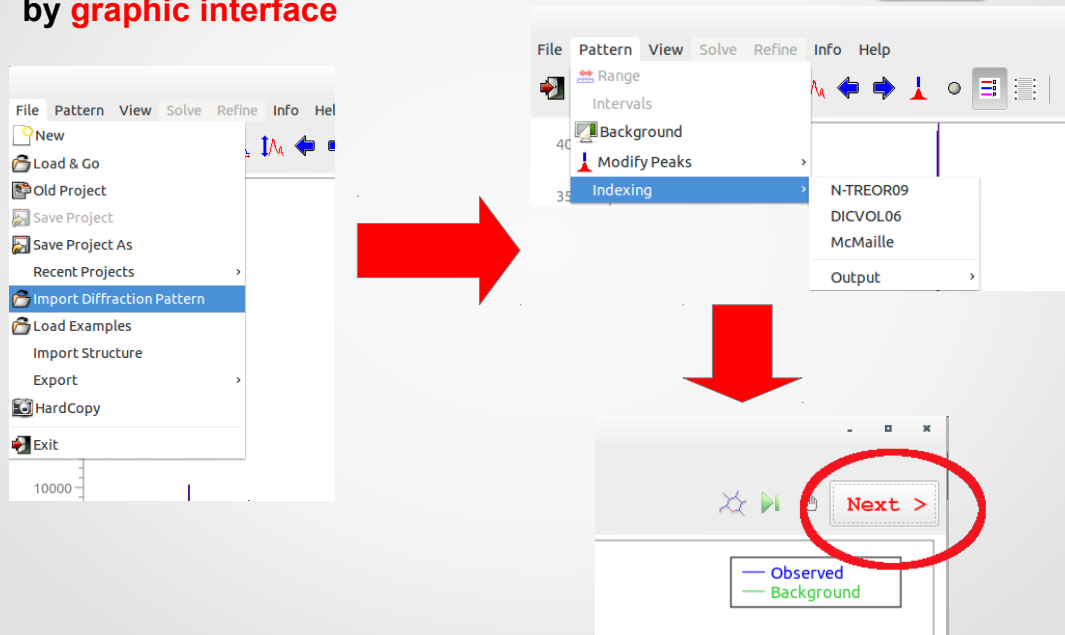 by graphic interface
File Pattern View Solve Refine Info Hel
New
Load & Go
Old Project
Save Project
Save Project As
Recent Projects
Import Diffraction Pattern
Load Examples
Import Structure
Export
HardCopy
Exit
10000
File Pattern View Solve Refine Info Help
Range
Intervals
Background
40
Modify Peaks
35
Indexing
N-TREOR09
DICVOL06
McMaille
Output
Next >
Observed
Background